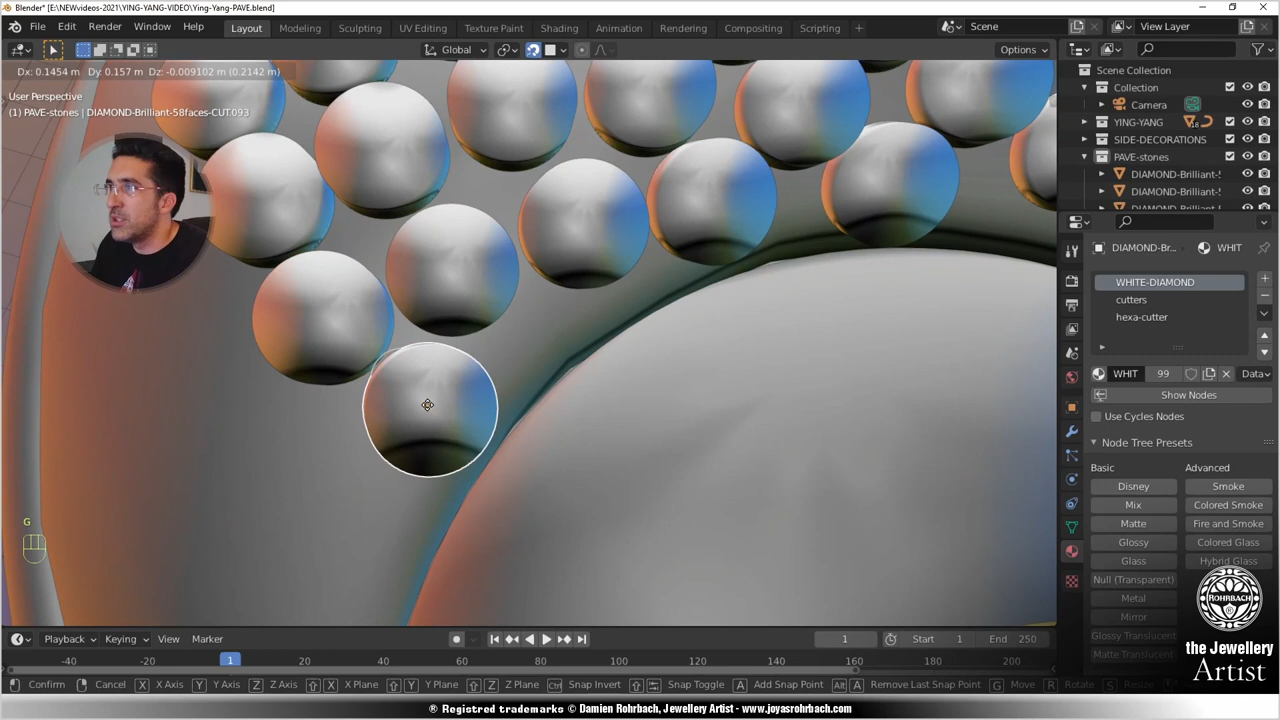 Blender* [E:\NEWvideos-2021\YING-YANG-VIDEO\Ying-Yang-PAVE.blend]
File Edit Render Window Help Layout Modeling Sculpting UV Editing Texture Paint Shading Animation Rendering Compositing Scripting + Scene View Layer
Global Options
Dx: 0.1454 m Dy: 0.157 m Dz: -0.009102 m (0.2142 m)
User Perspective
(1) PAVE-stones | DIAMOND-Brilliant-58faces-CUT.093
Scene Collection
Collection
Camera
YING-YANG
SIDE-DECORATIONS
PAVE-stones
DIAMOND-Brilliant-
DIAMOND-Brilliant-
DIAMOND-Br... WHIT
WHITE-DIAMOND
cutters
hexa-cutter
WHIT 99 Data
Show Nodes
Use Cycles Nodes
Node Tree Presets
Basic Advanced
Disney Smoke
Mix Colored Smoke
Matte Fire and Smoke
Glossy Colored Glass
Glass Hybrid Glass
Null (Transparent)
Metal
Mirror
Glossy Translucent
Matte Translucent
G
ROHRBACH
the Jewellery
Artist
Playback Keying View Marker 1 Start 1 End 250
-40 -20 1 20 40 60 80 100 120 140 160 180 200
Confirm Cancel X X Axis Y Y Axis Z Z Axis X X Plane Y Y Plane Z Z Plane Ctrl Snap Invert Snap Toggle A Add Snap Point Alt A Remove Last Snap Point G Move R Rotate S Resize
® Registered trademarks © Damien Rohrbach, Jewellery Artist - www.joyasrohrbach.com